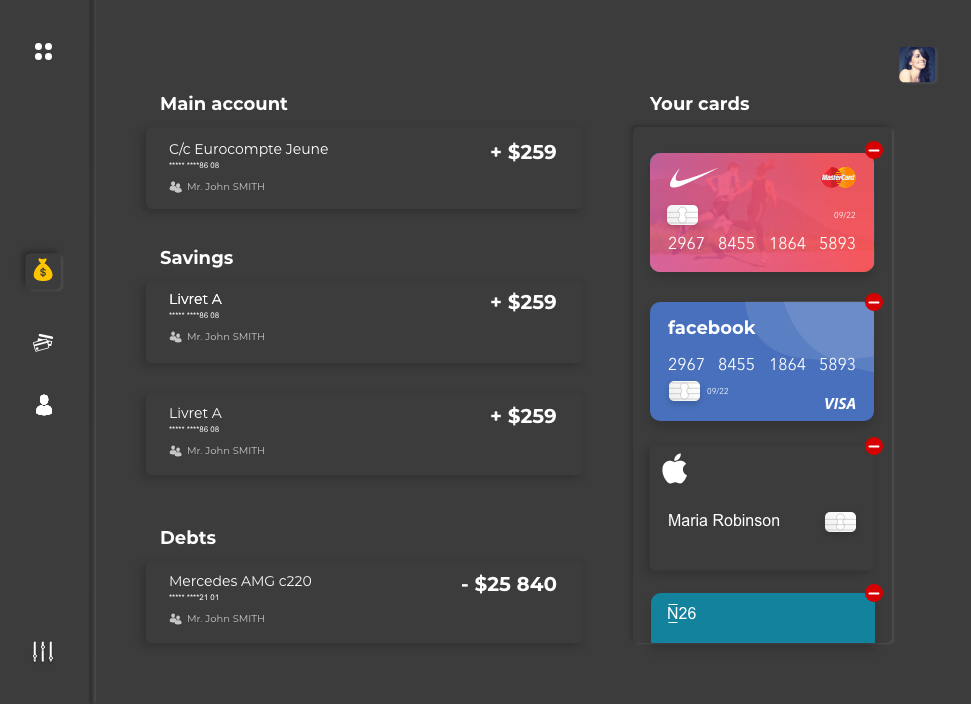 Main account
C/c Eurocompte Jeune
+ $259
***** ****86 08
Mr. John SMITH
Savings
Livret A
+ $259
***** ****86 08
Mr. John SMITH
Livret A
+ $259
***** ****86 08
Mr. John SMITH
Debts
Mercedes AMG c220
- $25 840
***** ****21 01
Mr. John SMITH
Your cards
MasterCard
09/22
2967 8455 1864 5893
facebook
2967 8455 1864 5893
09/22
VISA
Maria Robinson
N26
$